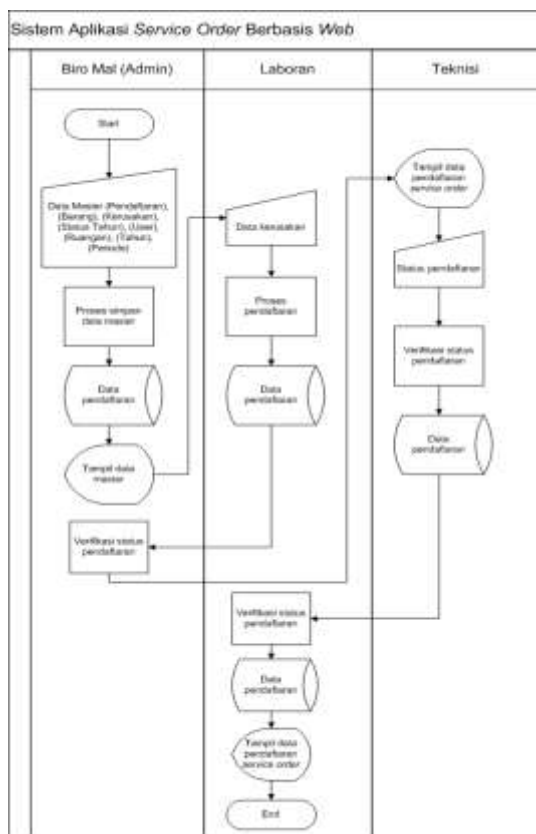 Sistem Aplikasi Service Order Berbasis Web
Biro Mal (Admin)
Laboran
Teknisi
Start
Data Master (Pendaftaran),
(Barang), (Kerusakan),
(Status Tahun), (User),
(Ruangan), (Tahun),
(Periode)
Proses simpan
data master
Data
pendaftaran
Tampil data
master
Verifikasi status
pendaftaran
Data kerusakan
Proses
pendaftaran
Data
pendaftaran
Tampil data
pendaftaran
service order
Status pendaftaran
Verifikasi status
pendaftaran
Data
pendaftaran
Verifikasi status
pendaftaran
Data
pendaftaran
Tampil data
pendaftaran
service order
End